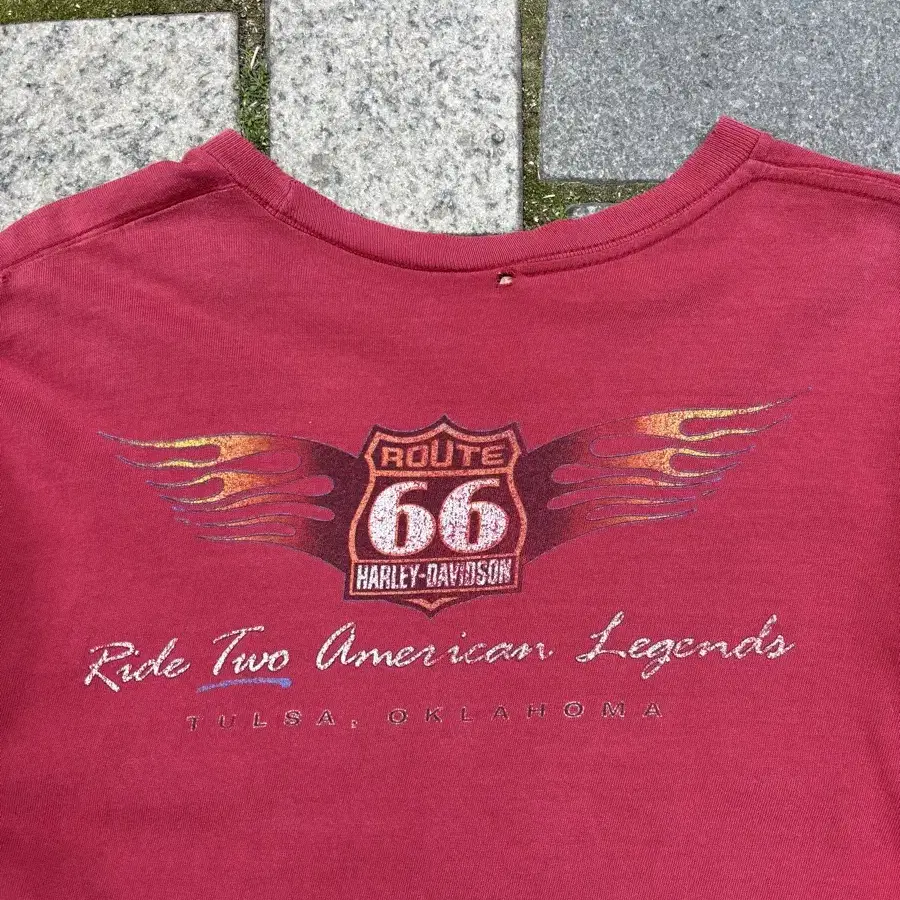 ROUTE
66
HARLEY-DAVIDSON
Ride Two American Legends
TULSA, OKLAHOMA